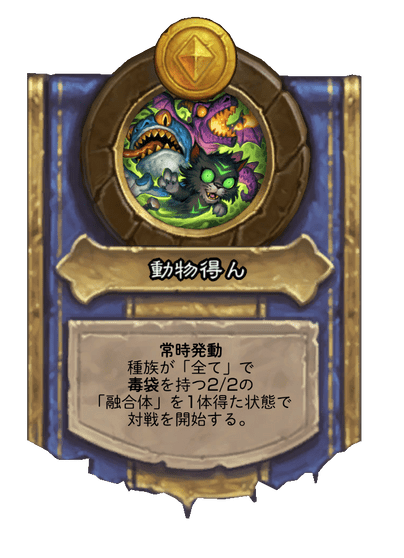 動物得ん
常時発動
種族が「全て」で
毒袋を持つ2/2の
「融合体」を1体得た状態で
対戦を開始する。